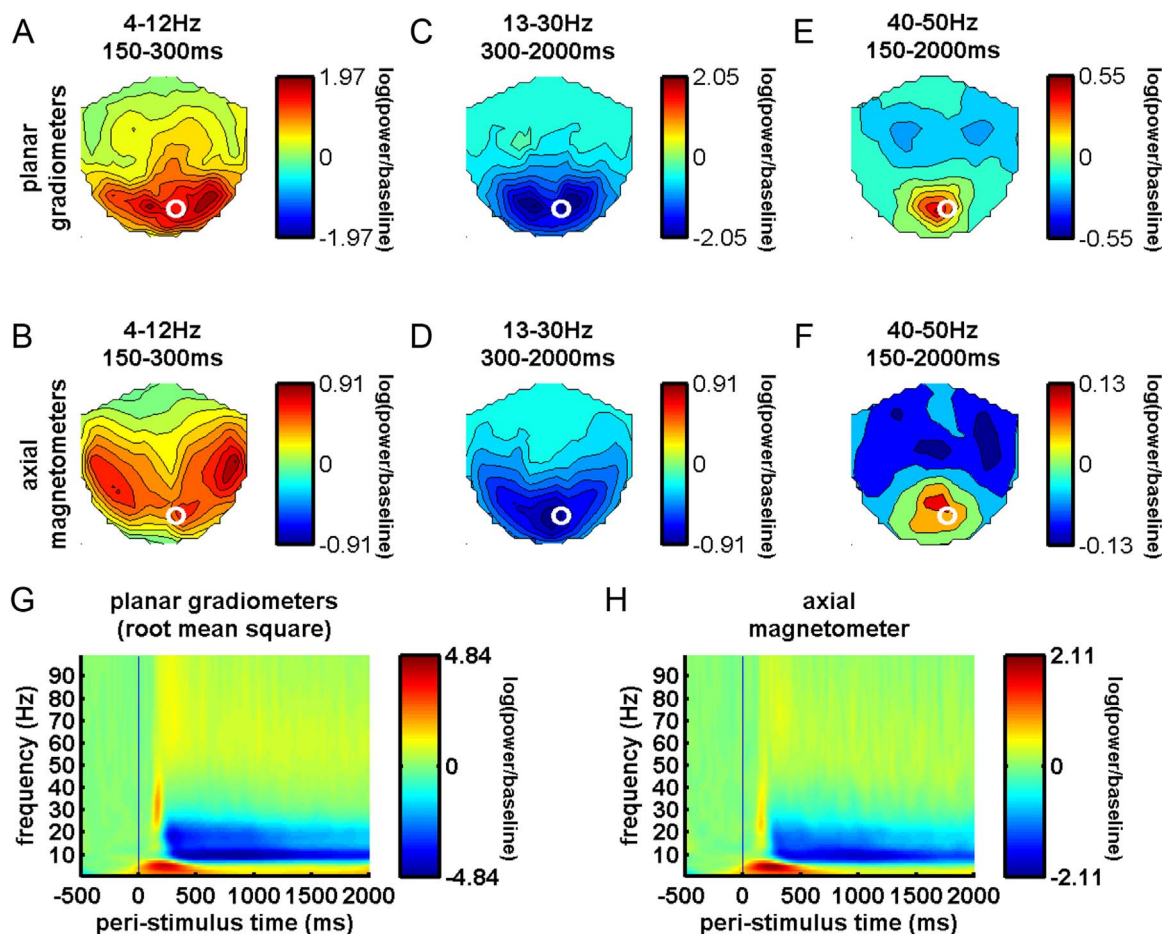 A
4-12Hz
150-300ms
planar
gradiometers
1.97
0
-1.97
log(power/baseline)
C
13-30Hz
300-2000ms
2.05
0
-2.05
log(power/baseline)
E
40-50Hz
150-2000ms
0.55
0
-0.55
log(power/baseline)
B
4-12Hz
150-300ms
axial
magnetometers
0.91
0
-0.91
log(power/baseline)
D
13-30Hz
300-2000ms
0.91
0
-0.91
log(power/baseline)
F
40-50Hz
150-2000ms
0.13
0
-0.13
log(power/baseline)
G
planar gradiometers
(root mean square)
frequency (Hz)
90
80
70
60
50
40
30
20
10
-500 0 500 1000 1500 2000
peri-stimulus time (ms)
4.84
0
-4.84
log(power/baseline)
H
axial
magnetometer
frequency (Hz)
90
80
70
60
50
40
30
20
10
-500 0 500 1000 1500 2000
peri-stimulus time (ms)
2.11
0
-2.11
log(power/baseline)